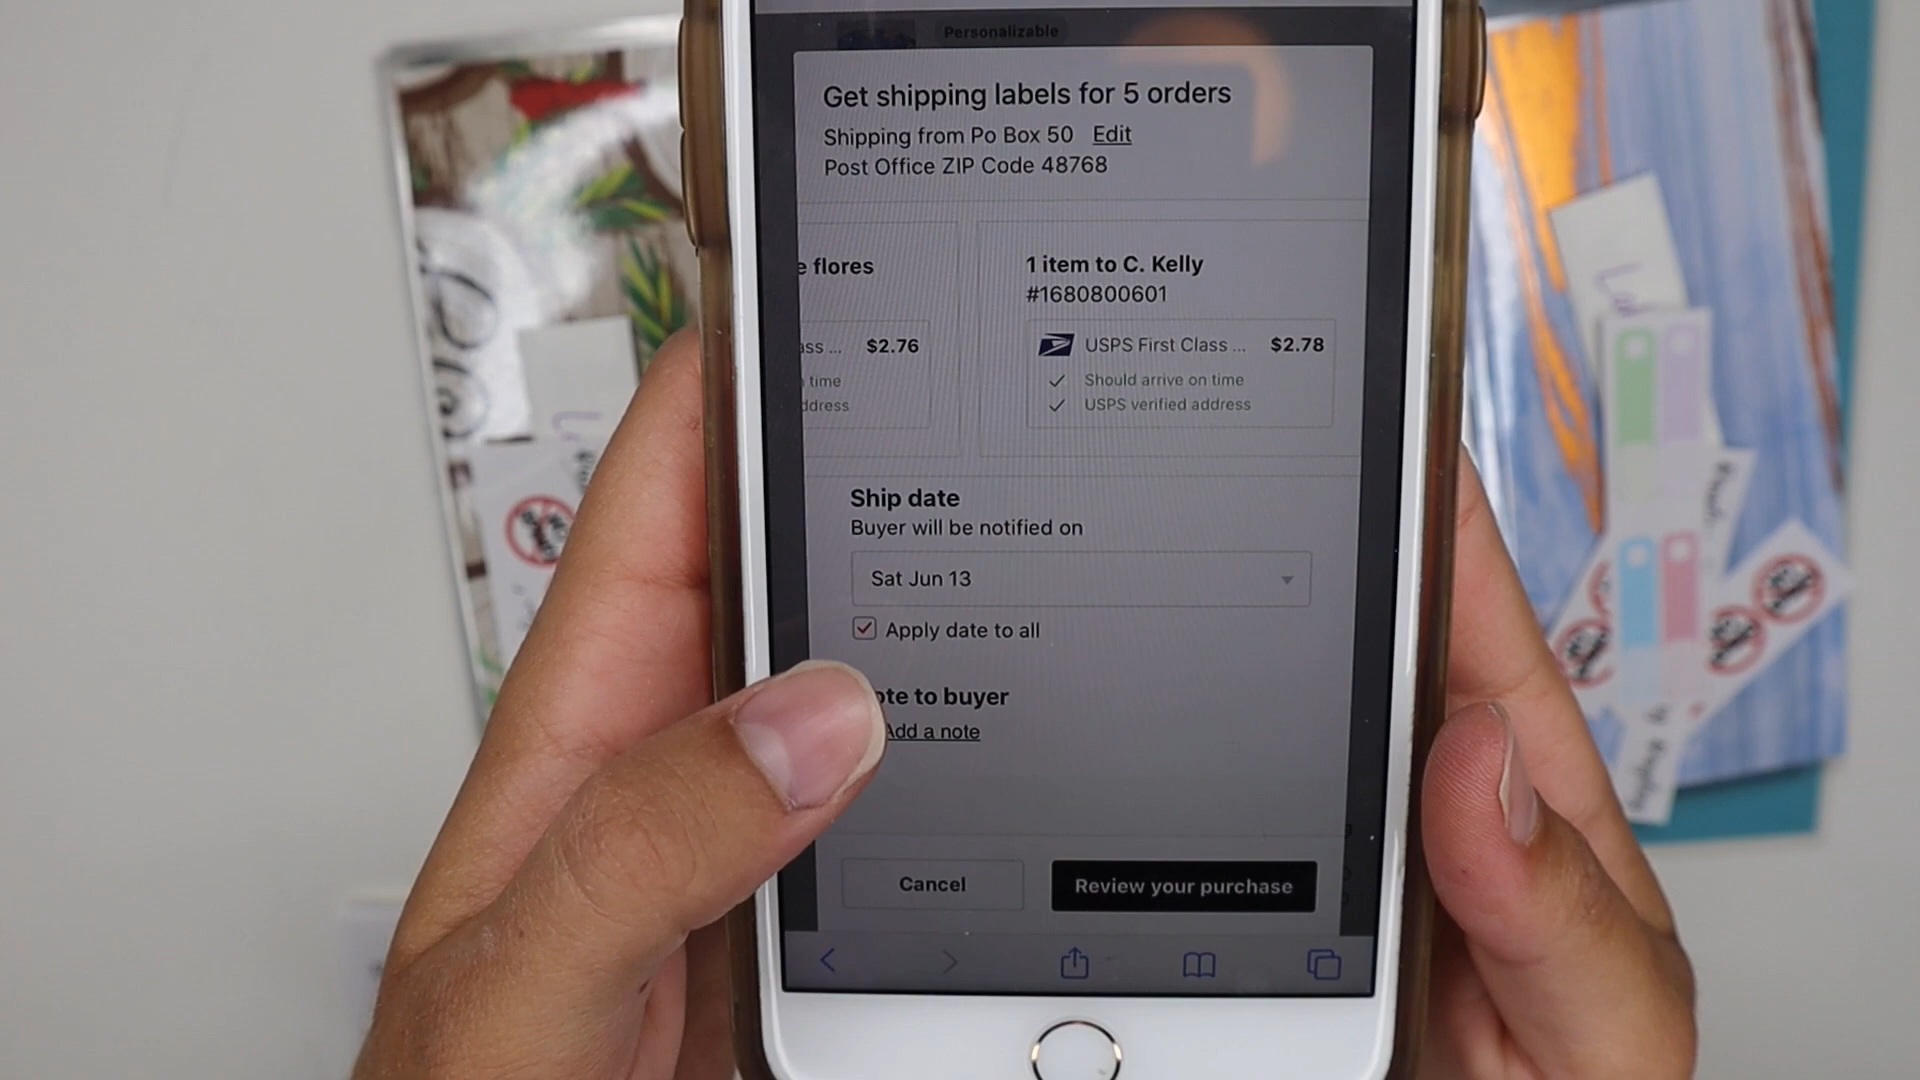 Personalizable
Get shipping labels for 5 orders
Shipping from Po Box 50 Edit
Post Office ZIP Code 48768
e flores
1 item to C. Kelly
#1680800601
ass ... $2.76
time
ddress
USPS First Class ... $2.78
Should arrive on time
USPS verified address
Ship date
Buyer will be notified on
Sat Jun 13
Apply date to all
ote to buyer
Add a note
Cancel
Review your purchase